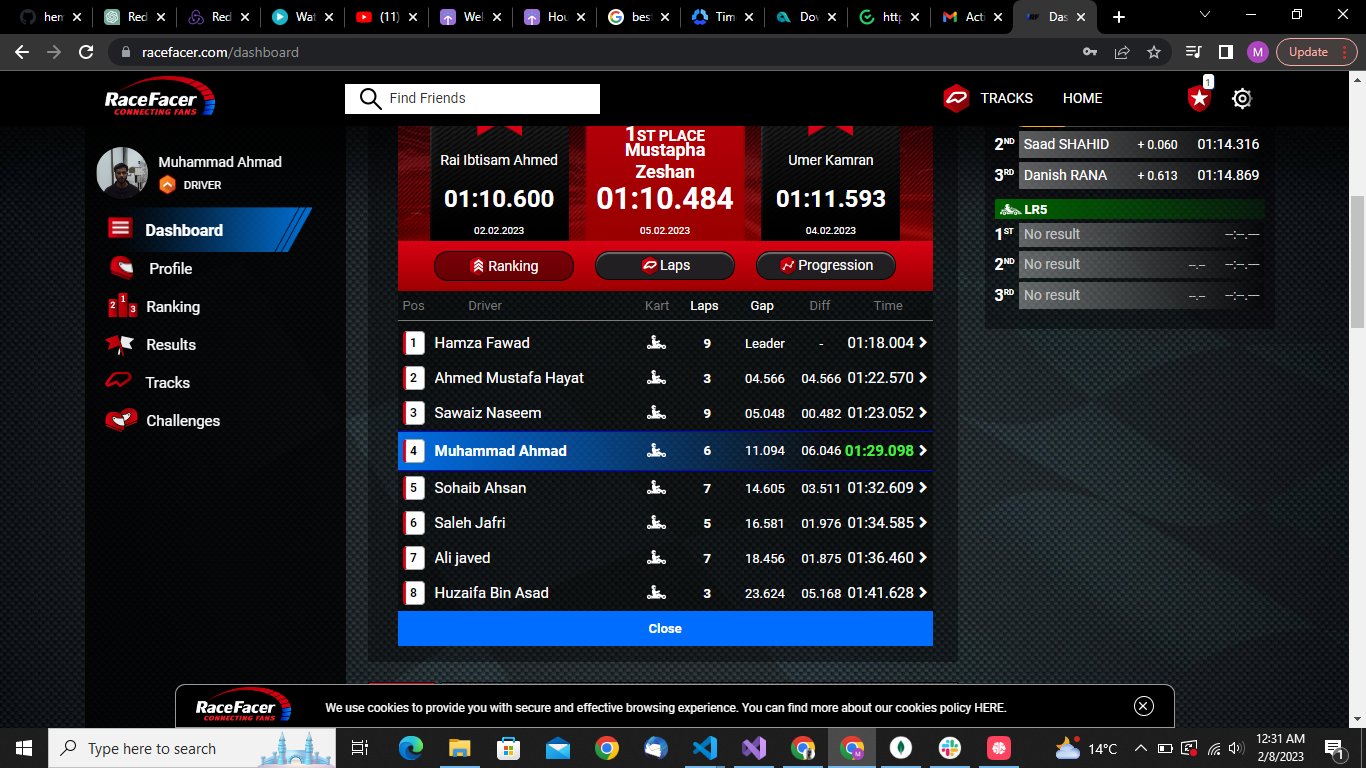 hem
Red
Red
Wat
(11)
Wel
Hou
best
Tim
Dov
http
Acti
Das
racefacer.com/dashboard
M
Update
RaceFacer
CONNECTING FANS
Find Friends
TRACKS
HOME
1
Muhammad Ahmad
DRIVER
Dashboard
Profile
2 1 3
Ranking
Results
Tracks
Challenges
Rai Ibtisam Ahmed
01:10.600
02.02.2023
1ST PLACE
Mustapha
Zeshan
01:10.484
05.02.2023
Umer Kamran
01:11.593
04.02.2023
Ranking
Laps
Progression
Pos Driver Kart Laps Gap Diff Time
1 Hamza Fawad 9 Leader - 01:18.004
2 Ahmed Mustafa Hayat 3 04.566 04.566 01:22.570
3 Sawaiz Naseem 9 05.048 00.482 01:23.052
4 Muhammad Ahmad 6 11.094 06.046 01:29.098
5 Sohaib Ahsan 7 14.605 03.511 01:32.609
6 Saleh Jafri 5 16.581 01.976 01:34.585
7 Ali javed 7 18.456 01.875 01:36.460
8 Huzaifa Bin Asad 3 23.624 05.168 01:41.628
Close
2ND Saad SHAHID + 0.060 01:14.316
3RD Danish RANA + 0.613 01:14.869
LR5
1ST No result --:--.---
2ND No result --.-- --:--.---
3RD No result --.-- --:--.---
RaceFacer
CONNECTING FANS
We use cookies to provide you with secure and effective browsing experience. You can find more about our cookies policy HERE.
Type here to search
14°C
12:31 AM
2/8/2023
1